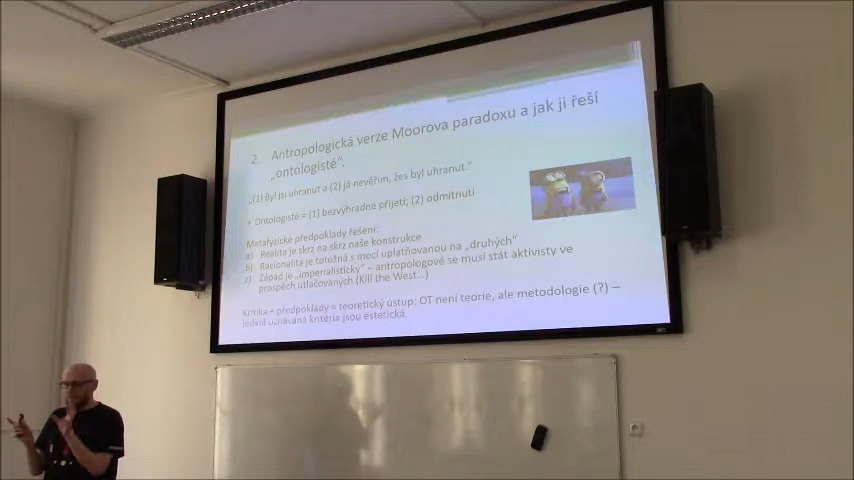 2 Antropologická verze Moorova paradoxu a jak ji řeší
„ontologisté“.
„(1) Byl jsi uhranut a (2) já nevěřím, žes byl uhranut.“
• Ontologisté = (1) bezvýhradné přijetí; (2) odmítnutí
Metafyzické předpoklady řešení:
a) Realita je skrz na skrz naše konstrukce
b) Racionalita je totožná s mocí uplatňovanou na „druhých“
c) Západ je „imperialistický“ – antropologové se musí stát aktivisty ve
prospěch utlačovaných (Kill the West...)
Kritika + předpoklady = teoretický ústup: OT není teorie, ale metodologie (?) –
jediné uznávaná kritéria jsou estetická.